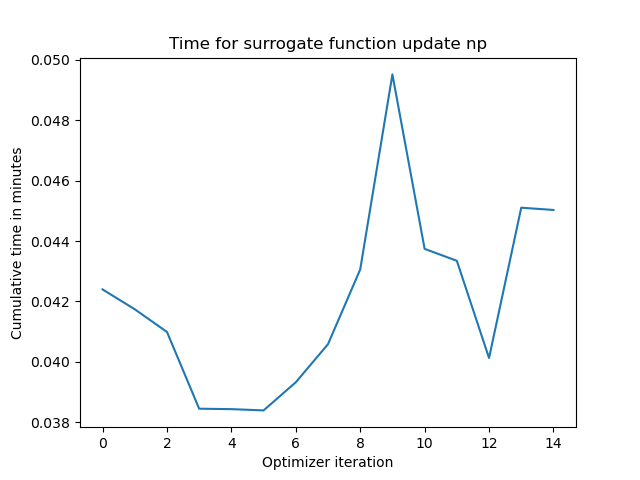 Time for surrogate function update np
Cumulative time in minutes
0.050
0.048
0.046
0.044
0.042
0.040
0.038
0 2 4 6 8 10 12 14
Optimizer iteration